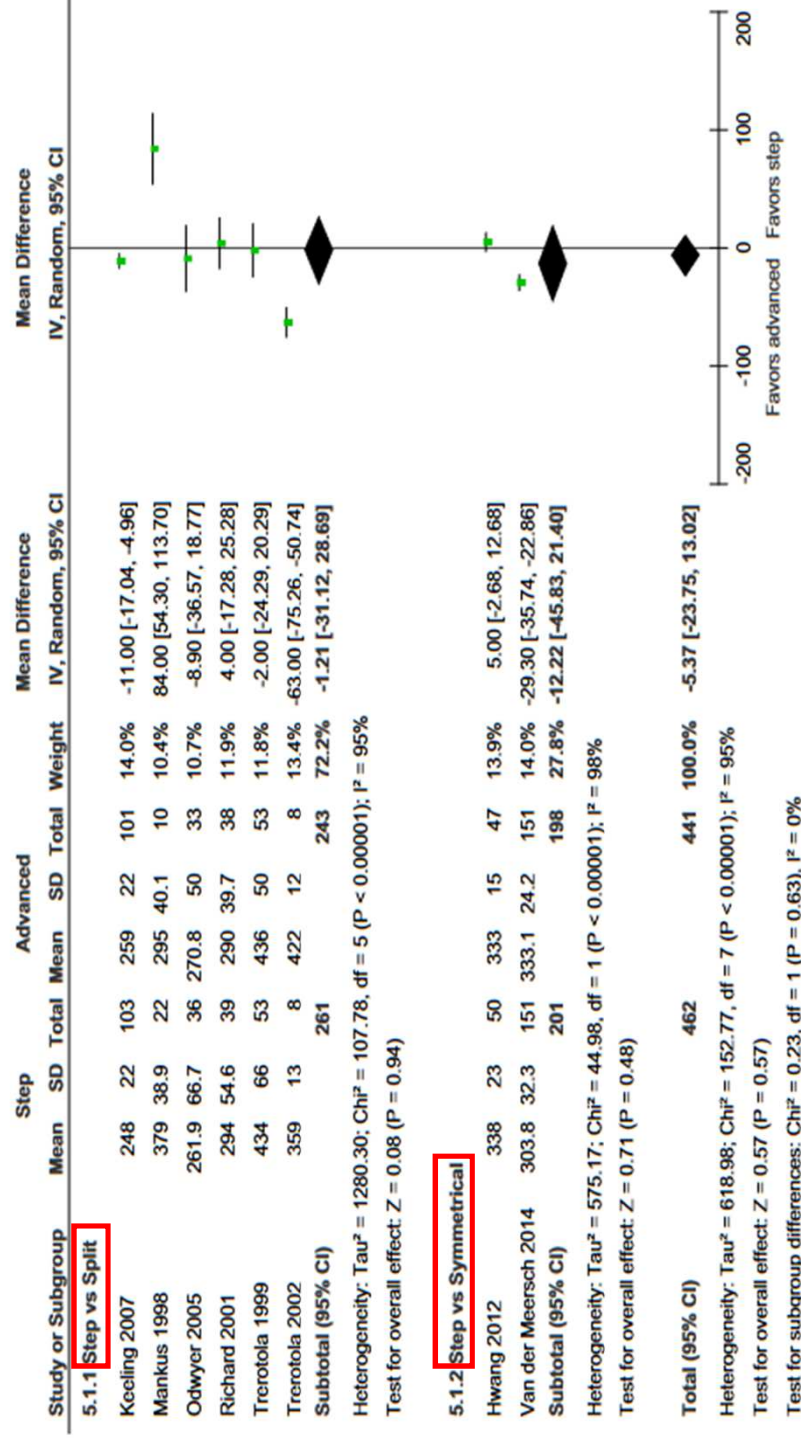 Step Advanced Mean Difference Mean Difference
Study or Subgroup Mean SD Total Mean SD Total Weight IV, Random, 95% CI IV, Random, 95% CI
5.1.1 Step vs Split
Keeling 2007 248 22 103 259 22 101 14.0% -11.00 [-17.04, -4.96]
Mankus 1998 379 38.9 22 295 40.1 10 10.4% 84.00 [54.30, 113.70]
Odwyer 2005 261.9 66.7 36 270.8 50 33 10.7% -8.90 [-36.57, 18.77]
Richard 2001 294 54.6 39 290 39.7 38 11.9% 4.00 [-17.28, 25.28]
Trerotola 1999 434 66 53 436 50 53 11.8% -2.00 [-24.29, 20.29]
Trerotola 2002 359 13 8 422 12 8 13.4% -63.00 [-75.26, -50.74]
Subtotal (95% CI) 261 243 72.2% -1.21 [-31.12, 28.69]
Heterogeneity: Tau² = 1280.30; Chi² = 107.78, df = 5 (P < 0.00001); I² = 95%
Test for overall effect: Z = 0.08 (P = 0.94)
5.1.2 Step vs Symmetrical
Hwang 2012 338 23 50 333 15 47 13.9% 5.00 [-2.68, 12.68]
Van der Meersch 2014 303.8 32.3 151 333.1 24.2 151 14.0% -29.30 [-35.74, -22.86]
Subtotal (95% CI) 201 198 27.8% -12.22 [-45.83, 21.40]
Heterogeneity: Tau² = 575.17; Chi² = 44.98, df = 1 (P < 0.00001); I² = 98%
Test for overall effect: Z = 0.71 (P = 0.48)
Total (95% CI) 462 441 100.0% -5.37 [-23.75, 13.02]
Heterogeneity: Tau² = 618.98; Chi² = 152.77, df = 7 (P < 0.00001); I² = 95%
Test for overall effect: Z = 0.57 (P = 0.57)
Test for subgroup differences: Chi² = 0.23, df = 1 (P = 0.63), I² = 0%
-200 -100 0 100 200
Favors advanced Favors step